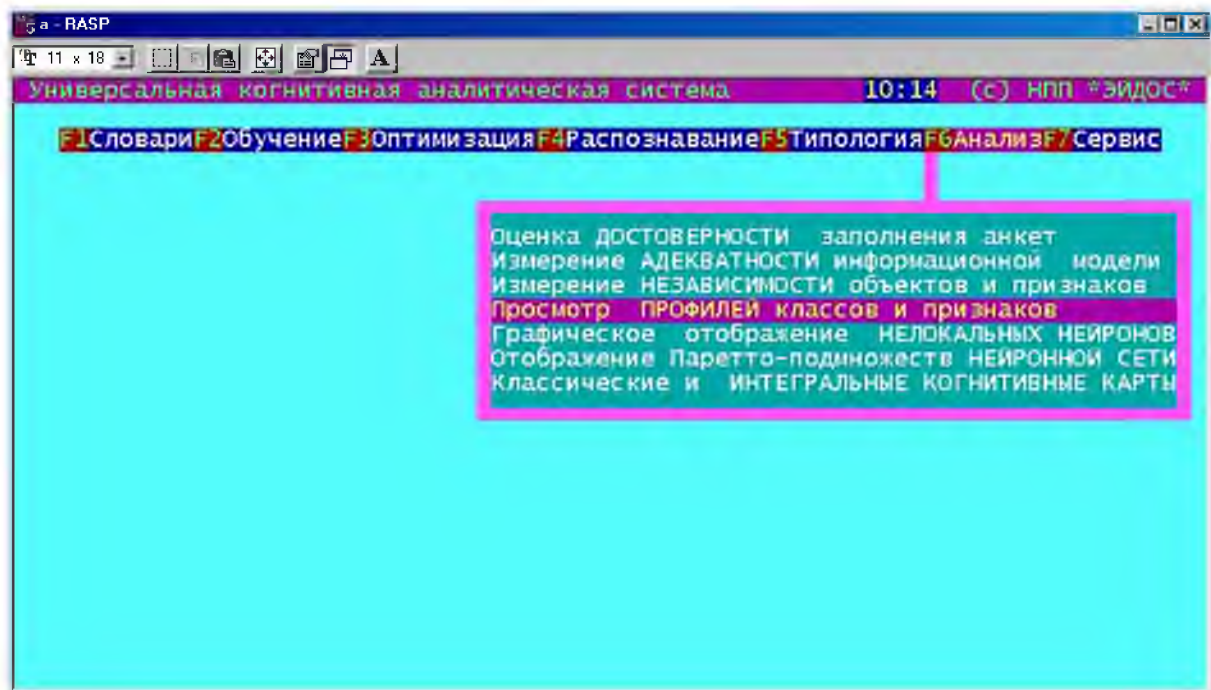 a - RASP
11 x 18
A
Универсальная когнитивная аналитическая система 10:14 (c) НПП *ЭЙДОС*
F1Словари F2Обучение F3Оптимизация F4Распознавание F5Типология F6Анализ F7Сервис
Оценка ДОСТОВЕРНОСТИ заполнения анкет
Измерение АДЕКВАТНОСТИ информационной модели
Измерение НЕЗАВИСИМОСТИ объектов и признаков
Просмотр ПРОФИЛЕЙ классов и признаков
Графическое отображение НЕЛОКАЛЬНЫХ НЕЙРОНОВ
Отображение Паретто-подмножеств НЕЙРОННОЙ СЕТИ
Классические и ИНТЕГРАЛЬНЫЕ КОГНИТИВНЫЕ КАРТЫ